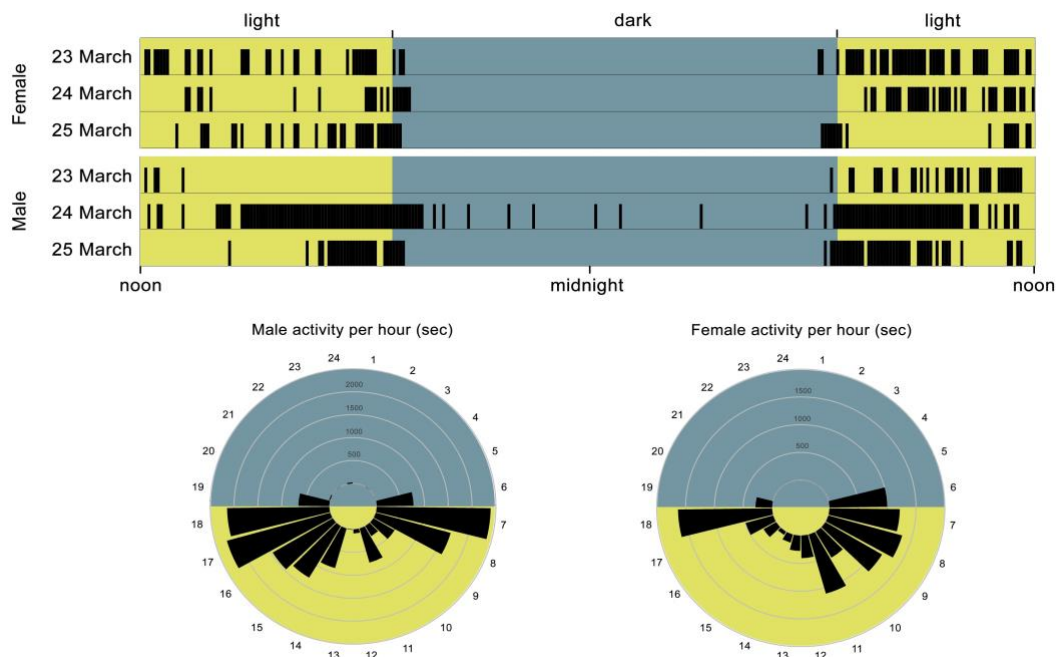 light dark light
Female
23 March
24 March
25 March
Male
23 March
24 March
25 March
noon midnight noon
Male activity per hour (sec)
24 1
23 2
22 3
21 4
20 5
19 6
18 7
17 8
16 9
15 10
14 11
13 12
2000
1500
1000
500
Female activity per hour (sec)
24 1
23 2
22 3
21 4
20 5
19 6
18 7
17 8
16 9
15 10
14 11
13 12
1500
1000
500